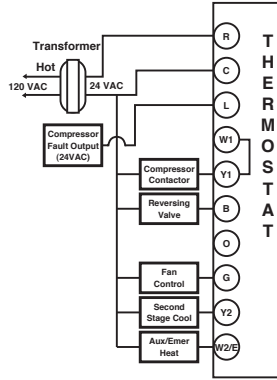 Transformer
Hot
120 VAC
24 VAC
Compressor
Fault Output
(24VAC)
Compressor
Contactor
Reversing
Valve
Fan
Control
Second
Stage Cool
Aux/Emer
Heat
R
C
L
W1
Y1
B
O
G
Y2
W2/E
THERMOSTAT